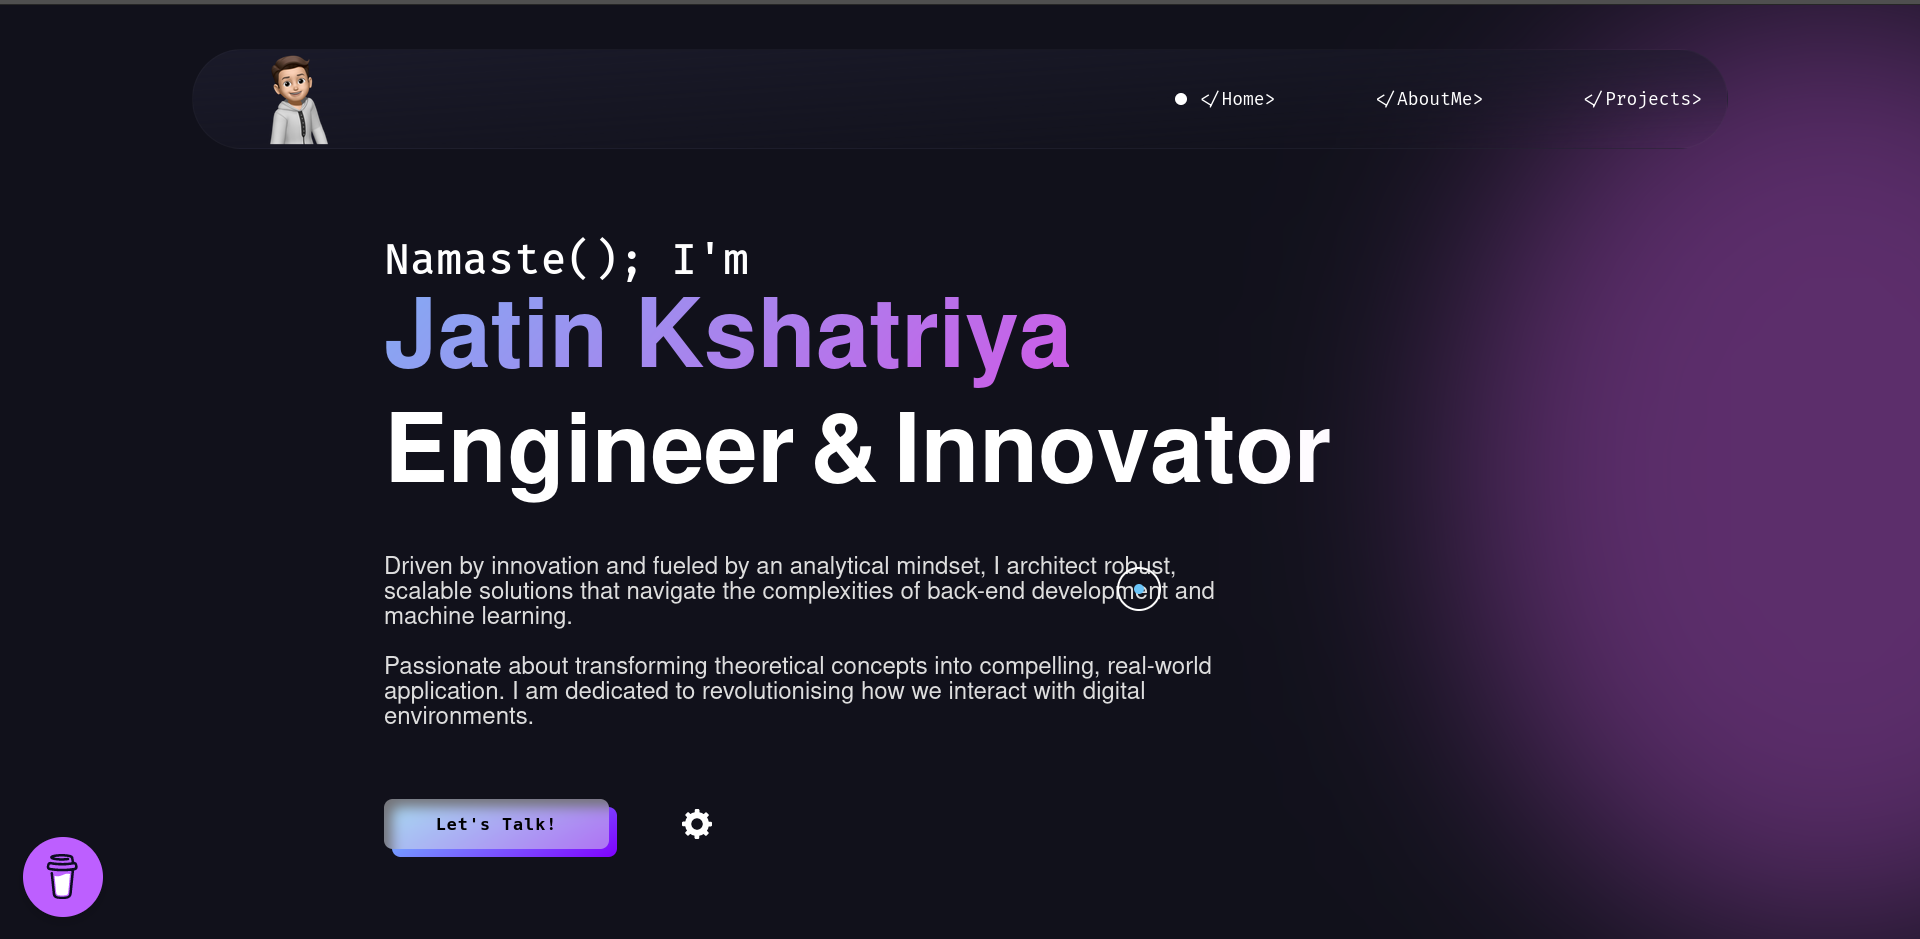 </Home>
</AboutMe>
</Projects>
Namaste(); I'm
Jatin Kshatriya
Engineer & Innovator
Driven by innovation and fueled by an analytical mindset, I architect robust,
scalable solutions that navigate the complexities of back-end development and
machine learning.
Passionate about transforming theoretical concepts into compelling, real-world
application. I am dedicated to revolutionising how we interact with digital
environments.
Let's Talk!